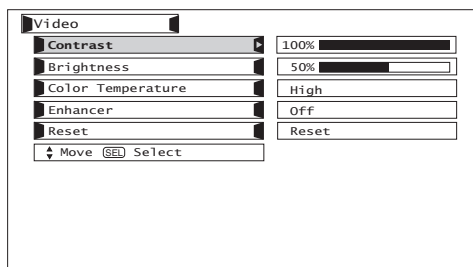 Video
Contrast 100%
Brightness 50%
Color Temperature High
Enhancer Off
Reset Reset
Move SEL Select